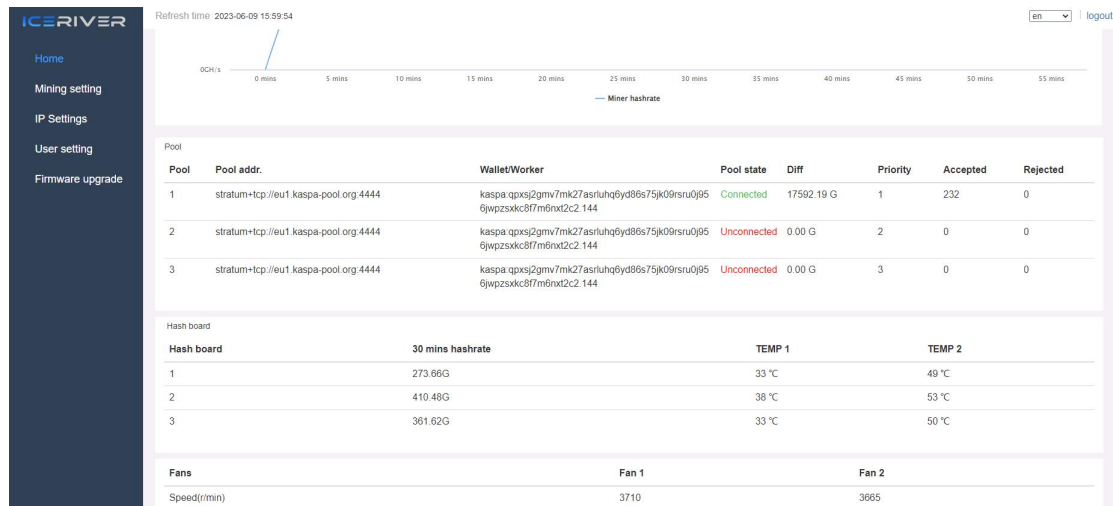 ICERIVER
Refresh time 2023-06-09 15:59:54
en
logout
Home
Mining setting
IP Settings
User setting
Firmware upgrade
0GH/s
0 mins 5 mins 10 mins 15 mins 20 mins 25 mins 30 mins 35 mins 40 mins 45 mins 50 mins 55 mins
Miner hashrate
Pool
Pool Pool addr. Wallet/Worker Pool state Diff Priority Accepted Rejected
1 stratum+tcp://eu1.kaspa-pool.org:4444 kaspa:qpxsj2gmv7mk27asrluhq6yd86s75jk09rsru0j95 Connected 17592.19 G 1 232 0
6jwpzsxkc8f7m6nxt2c2.144
2 stratum+tcp://eu1.kaspa-pool.org:4444 kaspa:qpxsj2gmv7mk27asrluhq6yd86s75jk09rsru0j95 Unconnected 0.00 G 2 0 0
6jwpzsxkc8f7m6nxt2c2.144
3 stratum+tcp://eu1.kaspa-pool.org:4444 kaspa:qpxsj2gmv7mk27asrluhq6yd86s75jk09rsru0j95 Unconnected 0.00 G 3 0 0
6jwpzsxkc8f7m6nxt2c2.144
Hash board
Hash board 30 mins hashrate TEMP 1 TEMP 2
1 273.66G 33 ℃ 49 ℃
2 410.48G 38 ℃ 53 ℃
3 361.62G 33 ℃ 50 ℃
Fans Fan 1 Fan 2
Speed(r/min) 3710 3665